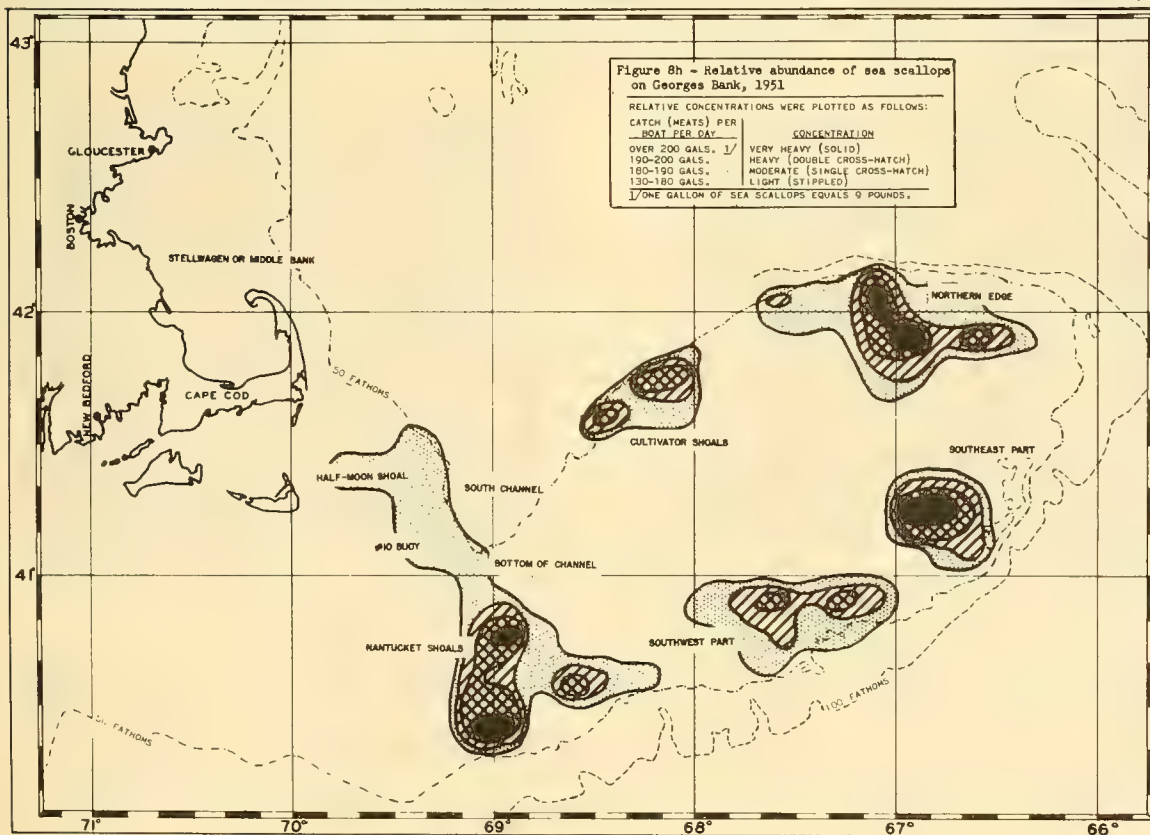 Figure 8h - Relative abundance of sea scallops
on Georges Bank, 1951
RELATIVE CONCENTRATIONS WERE PLOTTED AS FOLLOWS:
CATCH (MEATS) PER
BOAT PER DAY CONCENTRATION
OVER 200 GALS. 1/ VERY HEAVY (SOLID)
190-200 GALS. HEAVY (DOUBLE CROSS-HATCH)
180-190 GALS. MODERATE (SINGLE CROSS-HATCH)
130-180 GALS. LIGHT (STIPPLED)
1/ONE GALLON OF SEA SCALLOPS EQUALS 9 POUNDS.
43°
GLOUCESTER
BOSTON
STELLWAGEN OR MIDDLE BANK
42°
NORTHERN EDGE
50 FATHOMS
CAPE COD
NEW BEDFORD
CULTIVATOR SHOALS
SOUTHEAST PART
HALF-MOON SHOAL
SOUTH CHANNEL
#10 BUOY
BOTTOM OF CHANNEL
41°
NANTUCKET SHOALS
SOUTHWEST PART
100 FATHOMS
FATHOMS
71° 70° 69° 68° 67° 66°